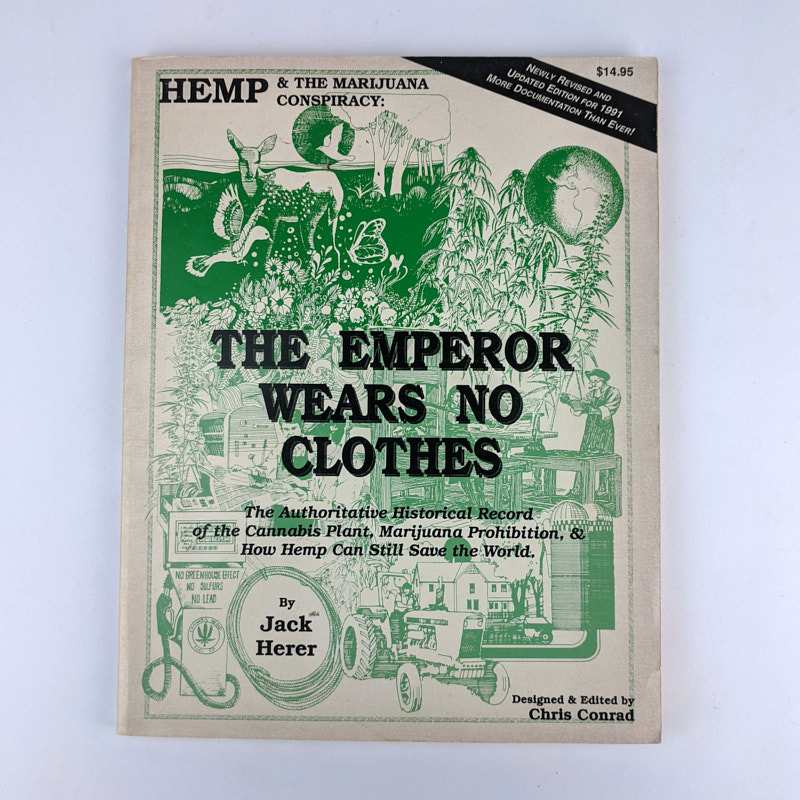 HEMP & THE MARIJUANA
CONSPIRACY:
$14.95
NEWLY REVISED AND
UPDATED EDITION FOR 1991
MORE DOCUMENTATION THAN EVER!
THE EMPEROR
WEARS NO
CLOTHES
The Authoritative Historical Record
of the Cannabis Plant, Marijuana Prohibition, &
How Hemp Can Still Save the World.
NO GREENHOUSE EFFECT
NO SULFURS
NO LEAD
By
Jack
Herer
Designed & Edited by
Chris Conrad